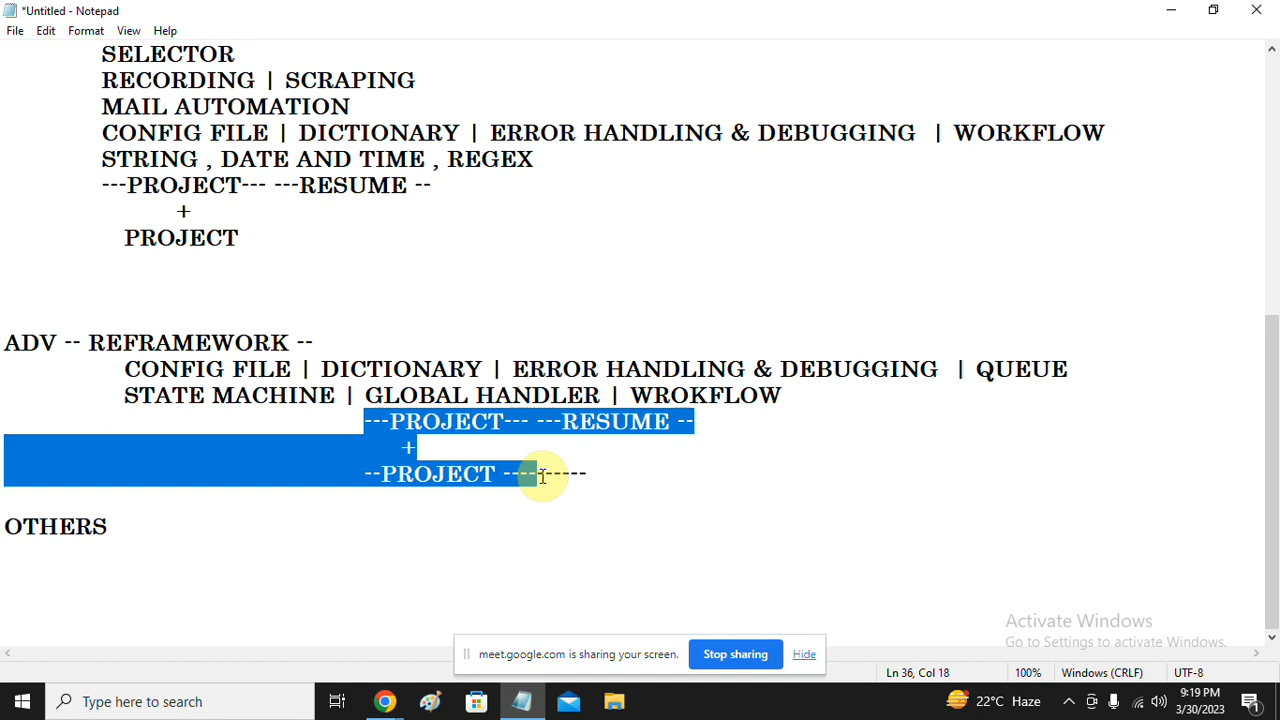 *Untitled - Notepad
File Edit Format View Help
SELECTOR
RECORDING | SCRAPING
MAIL AUTOMATION
CONFIG FILE | DICTIONARY | ERROR HANDLING & DEBUGGING | WORKFLOW
STRING , DATE AND TIME , REGEX
---PROJECT--- ---RESUME --
+
PROJECT
ADV -- REFRAMEWORK --
CONFIG FILE | DICTIONARY | ERROR HANDLING & DEBUGGING | QUEUE
STATE MACHINE | GLOBAL HANDLER | WROKFLOW
---PROJECT--- ---RESUME --
+
--PROJECT -----------
OTHERS
Activate Windows
Go to Settings to activate Windows.
meet.google.com is sharing your screen. Stop sharing Hide
Ln 36, Col 18 100% Windows (CRLF) UTF-8
Type here to search 22°C Haze 9:19 PM
3/30/2023 1